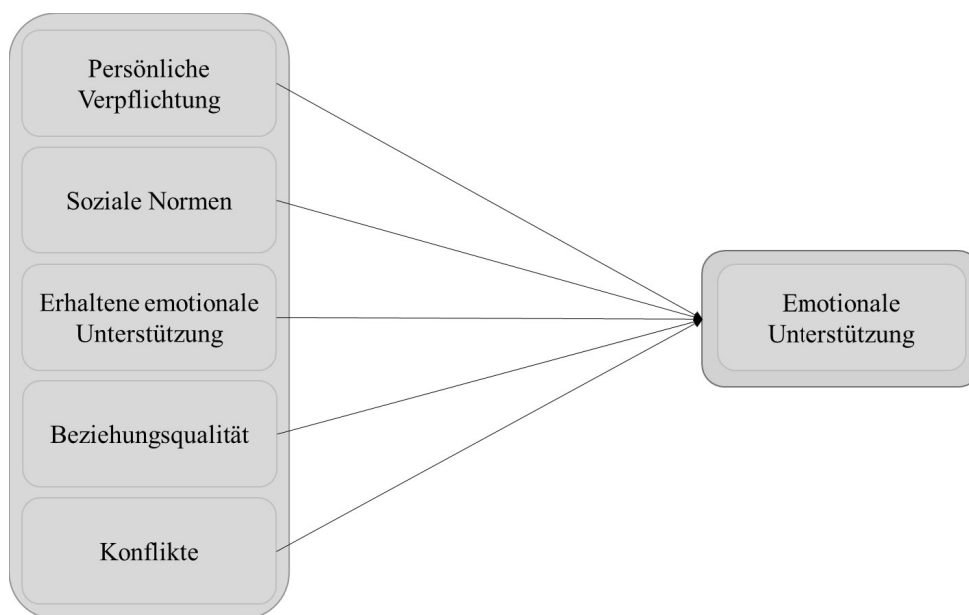 Persönliche
Verpflichtung
Soziale Normen
Erhaltene emotionale
Unterstützung
Beziehungsqualität
Konflikte
Emotionale
Unterstützung